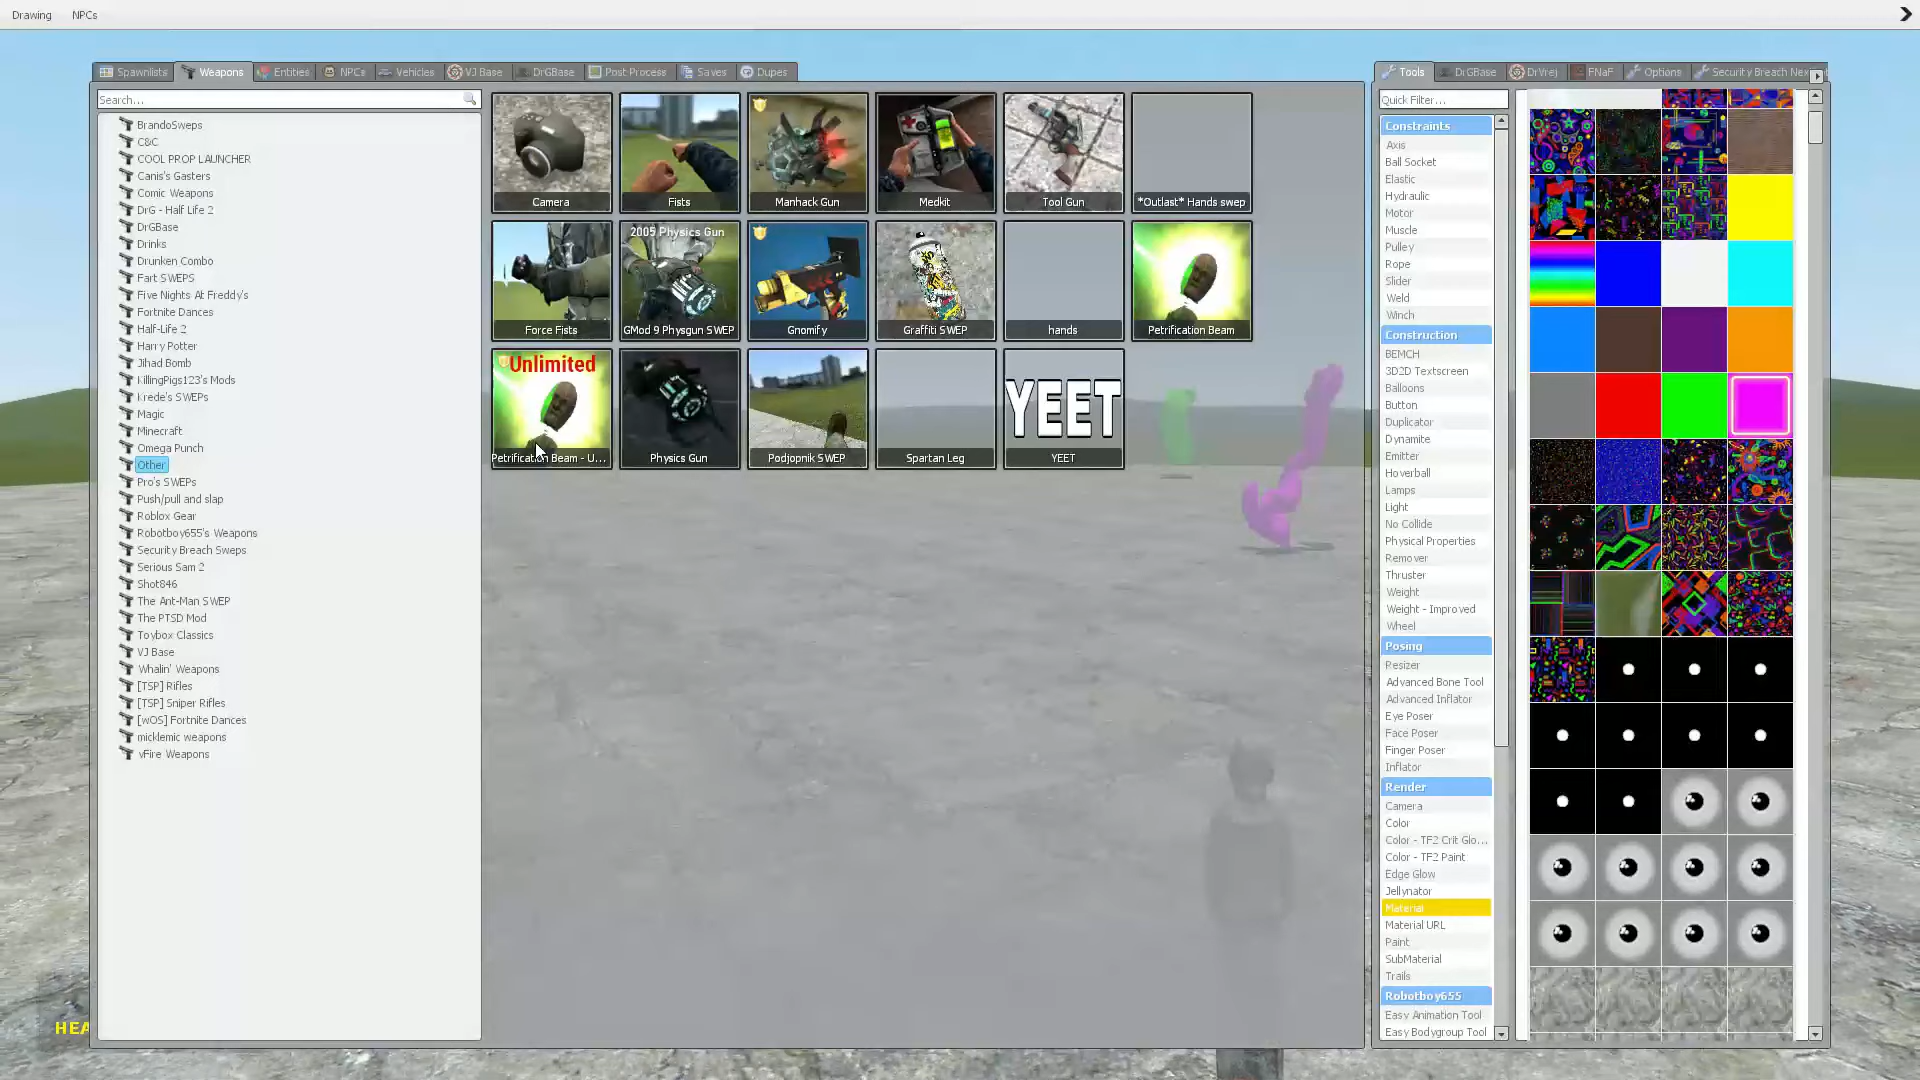 Drawing NPCs
Spawnlists Weapons Entities NPCs Vehicles VJ Base DrGBase Post Process Saves Dupes
Search...
BrandoSweps
C&C
COOL PROP LAUNCHER
Canis's Gasters
Comic Weapons
DrG - Half Life 2
DrGBase
Drinks
Drunken Combo
Fart SWEPS
Five Nights At Freddy's
Fortnite Dances
Half-Life 2
Harry Potter
Jihad Bomb
KillingPigs123's Mods
Krede's SWEPs
Magic
Minecraft
Omega Punch
Other
Pro's SWEPs
Push/pull and slap
Roblox Gear
Robotboy655's Weapons
Security Breach Sweps
Serious Sam 2
Shot846
The Ant-Man SWEP
The PTSD Mod
Toybox Classics
VJ Base
Whalin' Weapons
[TSP] Rifles
[TSP] Sniper Rifles
[wOS] Fortnite Dances
micklemic weapons
vFire Weapons
HEA
Camera Fists Manhack Gun Medkit Tool Gun *Outlast* Hands swep
2005 Physics Gun
Force Fists GMod 9 Physgun SWEP Gnomify Graffiti SWEP hands Petrification Beam
Unlimited
YEET
Petrification Beam - U... Physics Gun Podjopnik SWEP Spartan Leg YEET
Tools DrGBase DrVrej FNaF Options Security Breach Nex
Quick Filter...
Constraints
Axis
Ball Socket
Elastic
Hydraulic
Motor
Muscle
Pulley
Rope
Slider
Weld
Winch
Construction
BEMCH
3D2D Textscreen
Balloons
Button
Duplicator
Dynamite
Emitter
Hoverball
Lamps
Light
No Collide
Physical Properties
Remover
Thruster
Weight
Weight - Improved
Wheel
Posing
Resizer
Advanced Bone Tool
Advanced Inflator
Eye Poser
Face Poser
Finger Poser
Inflator
Render
Camera
Color
Color - TF2 Crit Glo...
Color - TF2 Paint
Edge Glow
Jellynator
Material
Material URL
Paint
SubMaterial
Trails
Robotboy655
Easy Animation Tool
Easy Bodygroup Tool